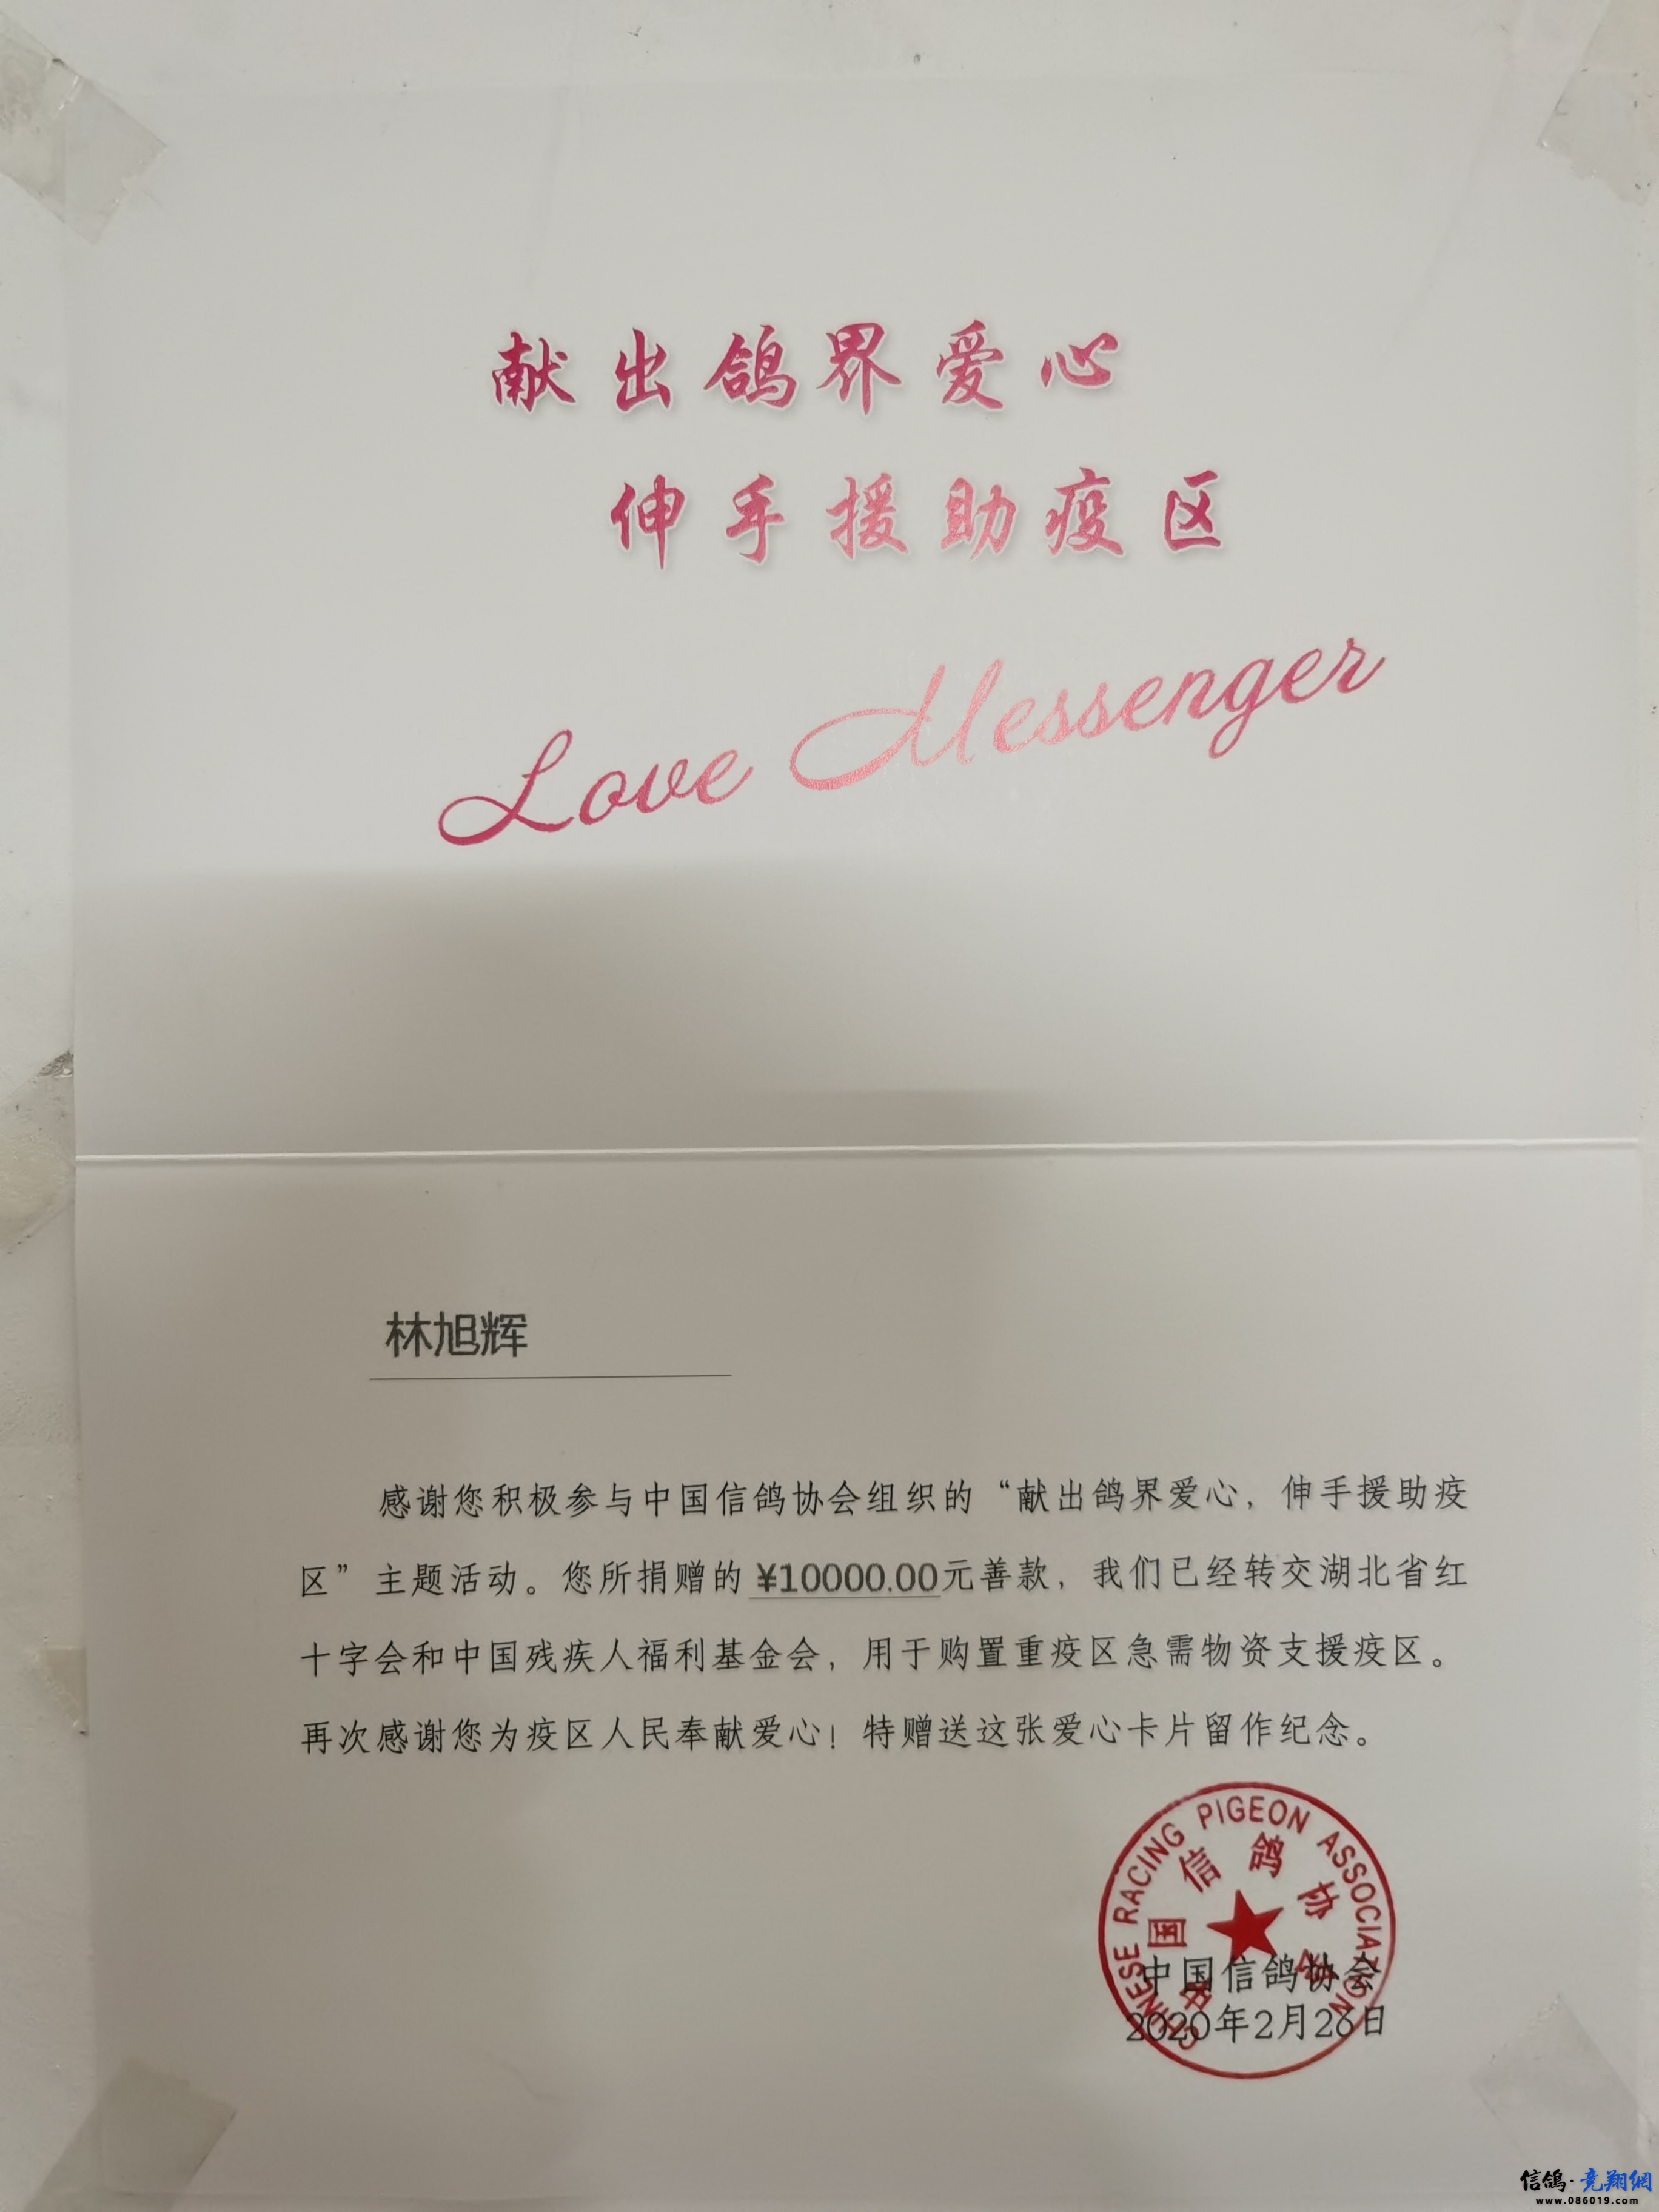 献出鸽界爱心
伸手援助疫区
Love Messenger
林旭辉
感谢您积极参与中国信鸽协会组织的“献出鸽界爱心，伸手援助疫
区”主题活动。您所捐赠的 ¥10000.00元善款，我们已经转交湖北省红
十字会和中国残疾人福利基金会，用于购置重疫区急需物资支援疫区。
再次感谢您为疫区人民奉献爱心！特赠送这张爱心卡片留作纪念。
CHINESE RACING PIGEON ASSOCIATION
中国信鸽协会
中国信鸽协会
2020年2月26日
信鸽·竞翔網
www.086019.com